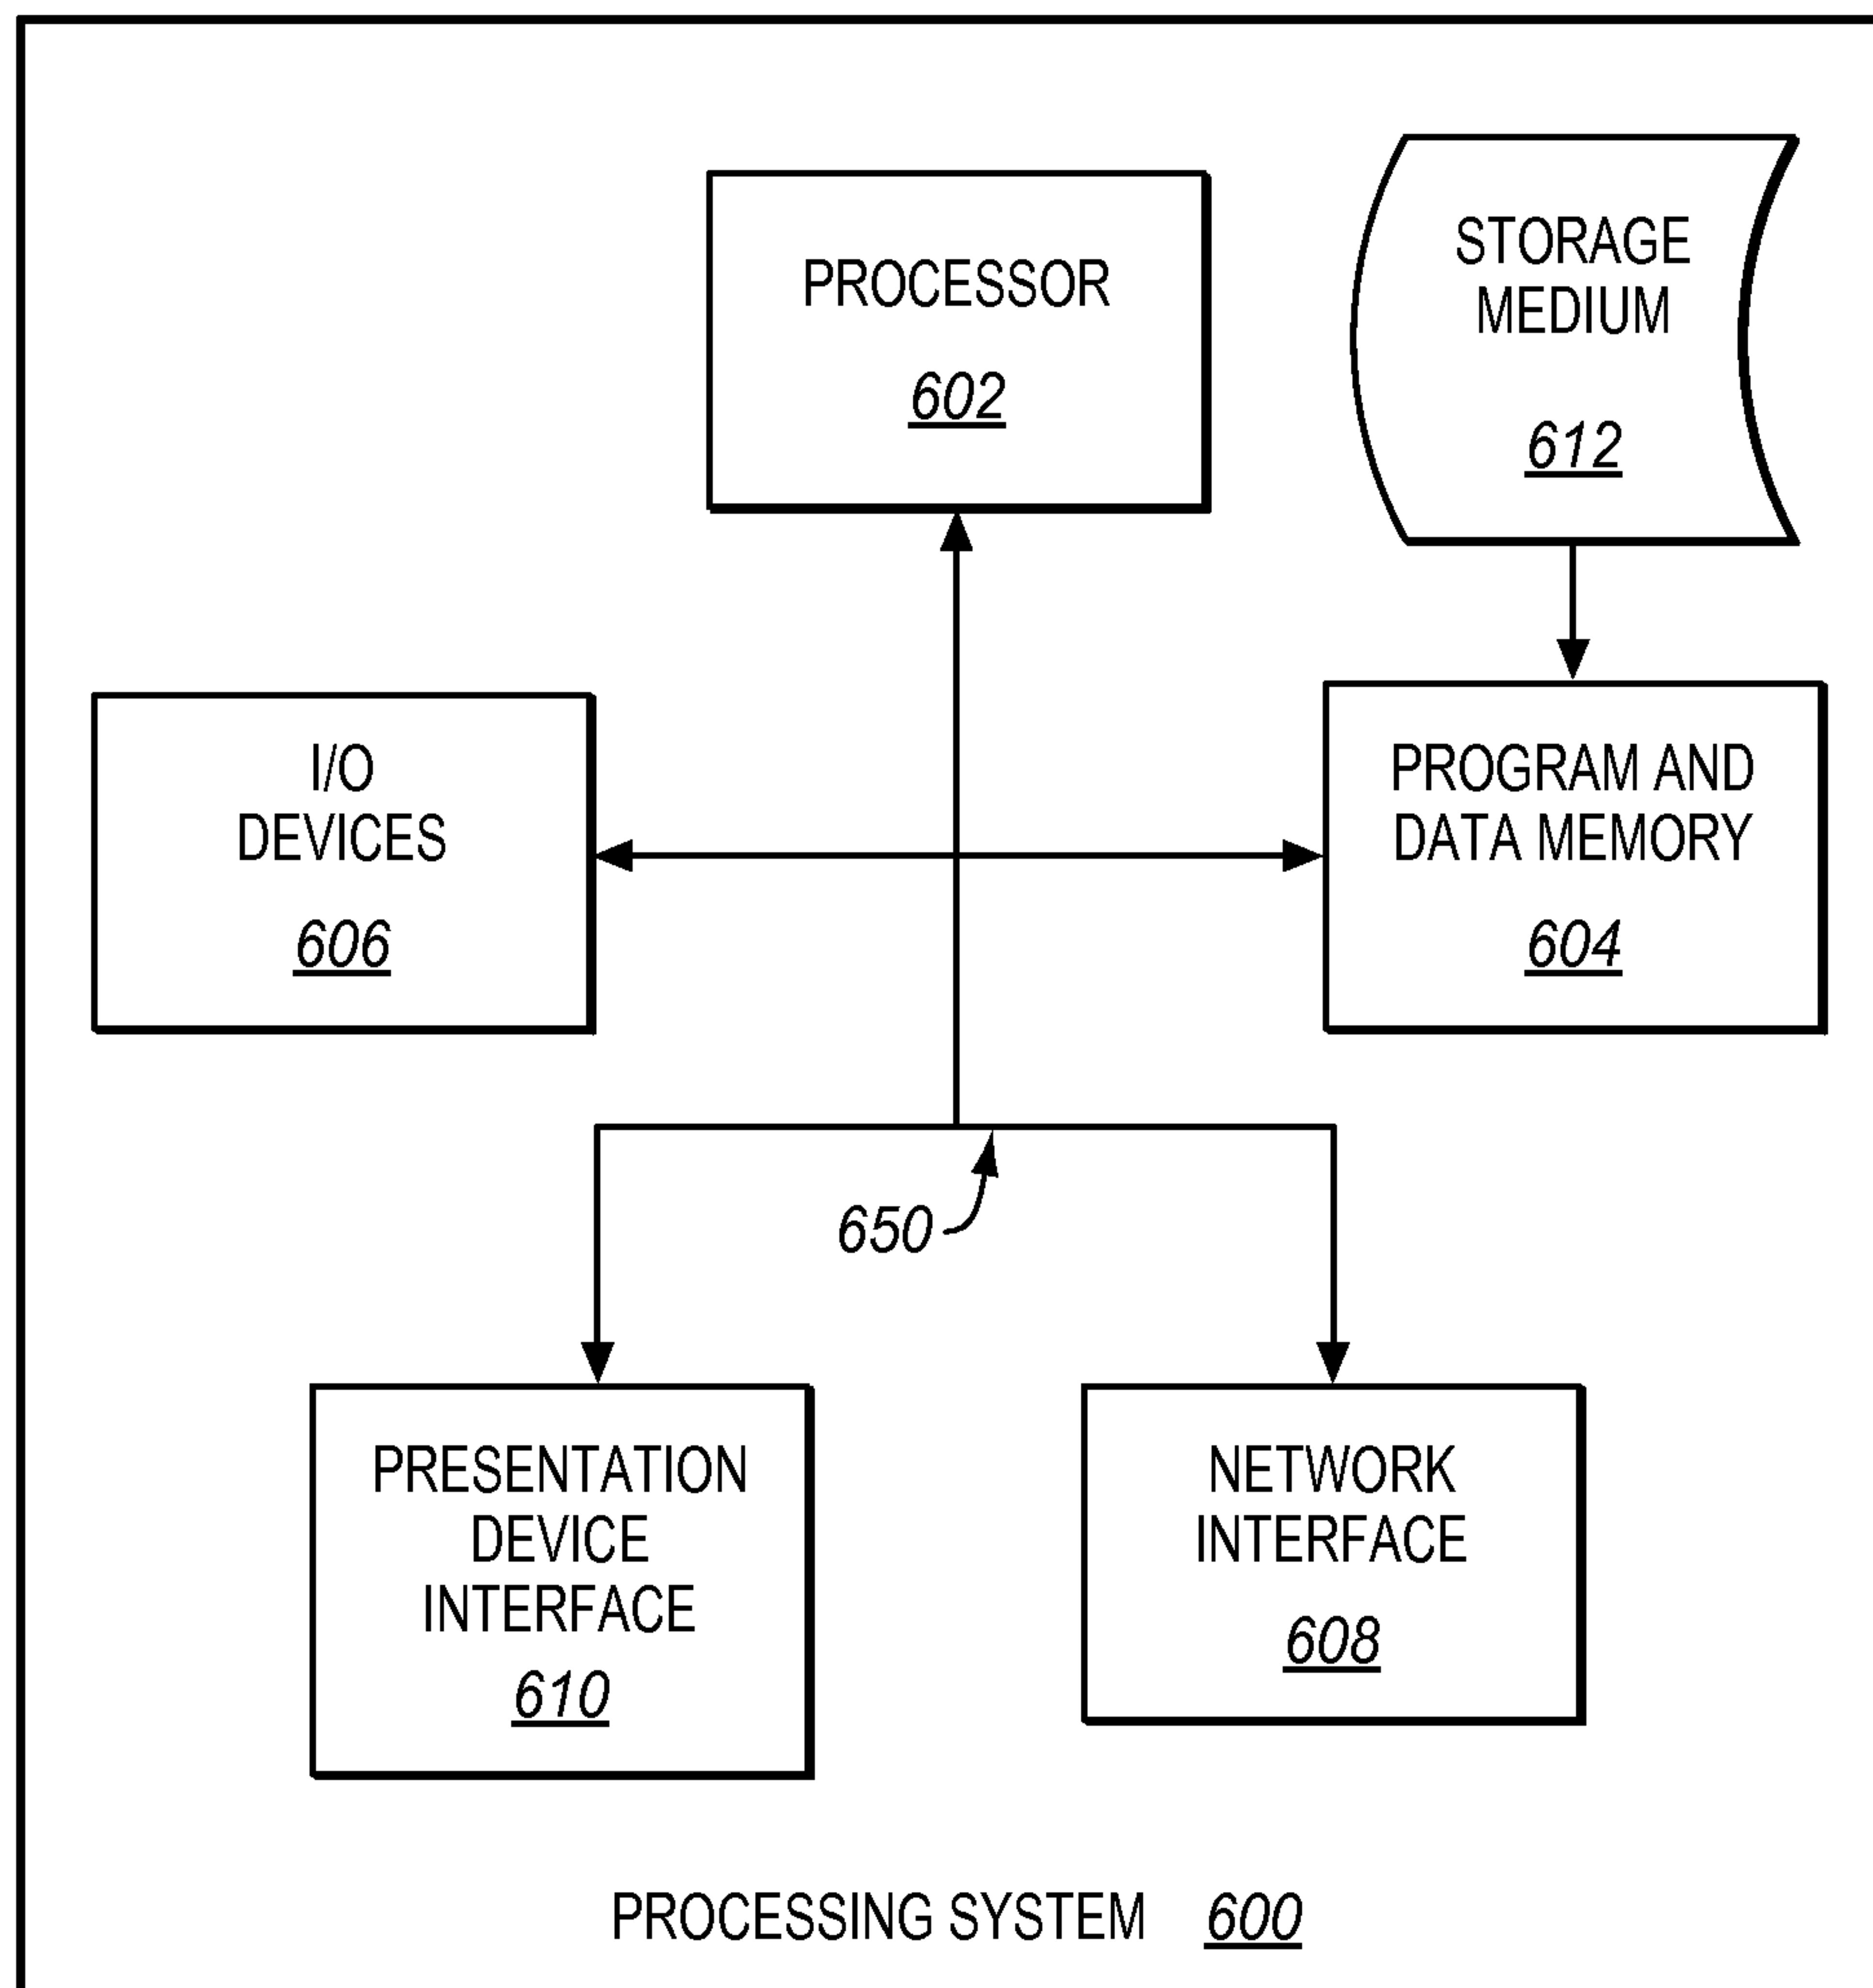 PROCESSOR
602
STORAGE
MEDIUM
612
I/O
DEVICES
606
PROGRAM AND
DATA MEMORY
604
650
PRESENTATION
DEVICE
INTERFACE
610
NETWORK
INTERFACE
608
PROCESSING SYSTEM 600